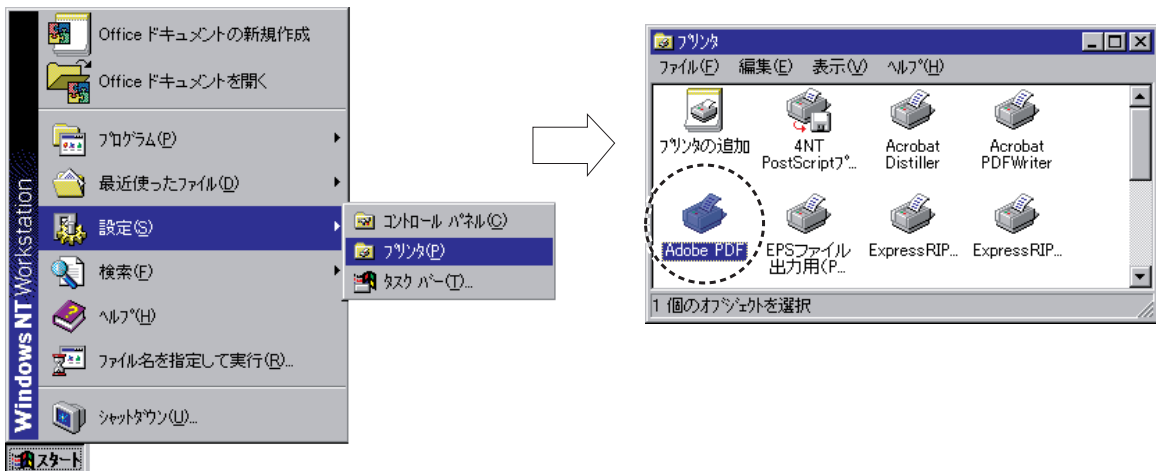 Office ドキュメントの新規作成
Office ドキュメントを開く
プログラム(P)
最近使ったファイル(D)
設定(S)
検索(F)
ヘルプ(H)
ファイル名を指定して実行(R)...
シャットダウン(U)...
Windows NT Workstation
スタート
コントロール パネル(C)
プリンタ(P)
タスク バー(T)...
プリンタ
ファイル(F) 編集(E) 表示(V) ヘルプ(H)
プリンタの追加
4NT
PostScriptプ...
Acrobat
Distiller
Acrobat
PDFWriter
Adobe PDF
EPSファイル
出力用(P...
ExpressRIP...
ExpressRIP...
1 個のオブジェクトを選択